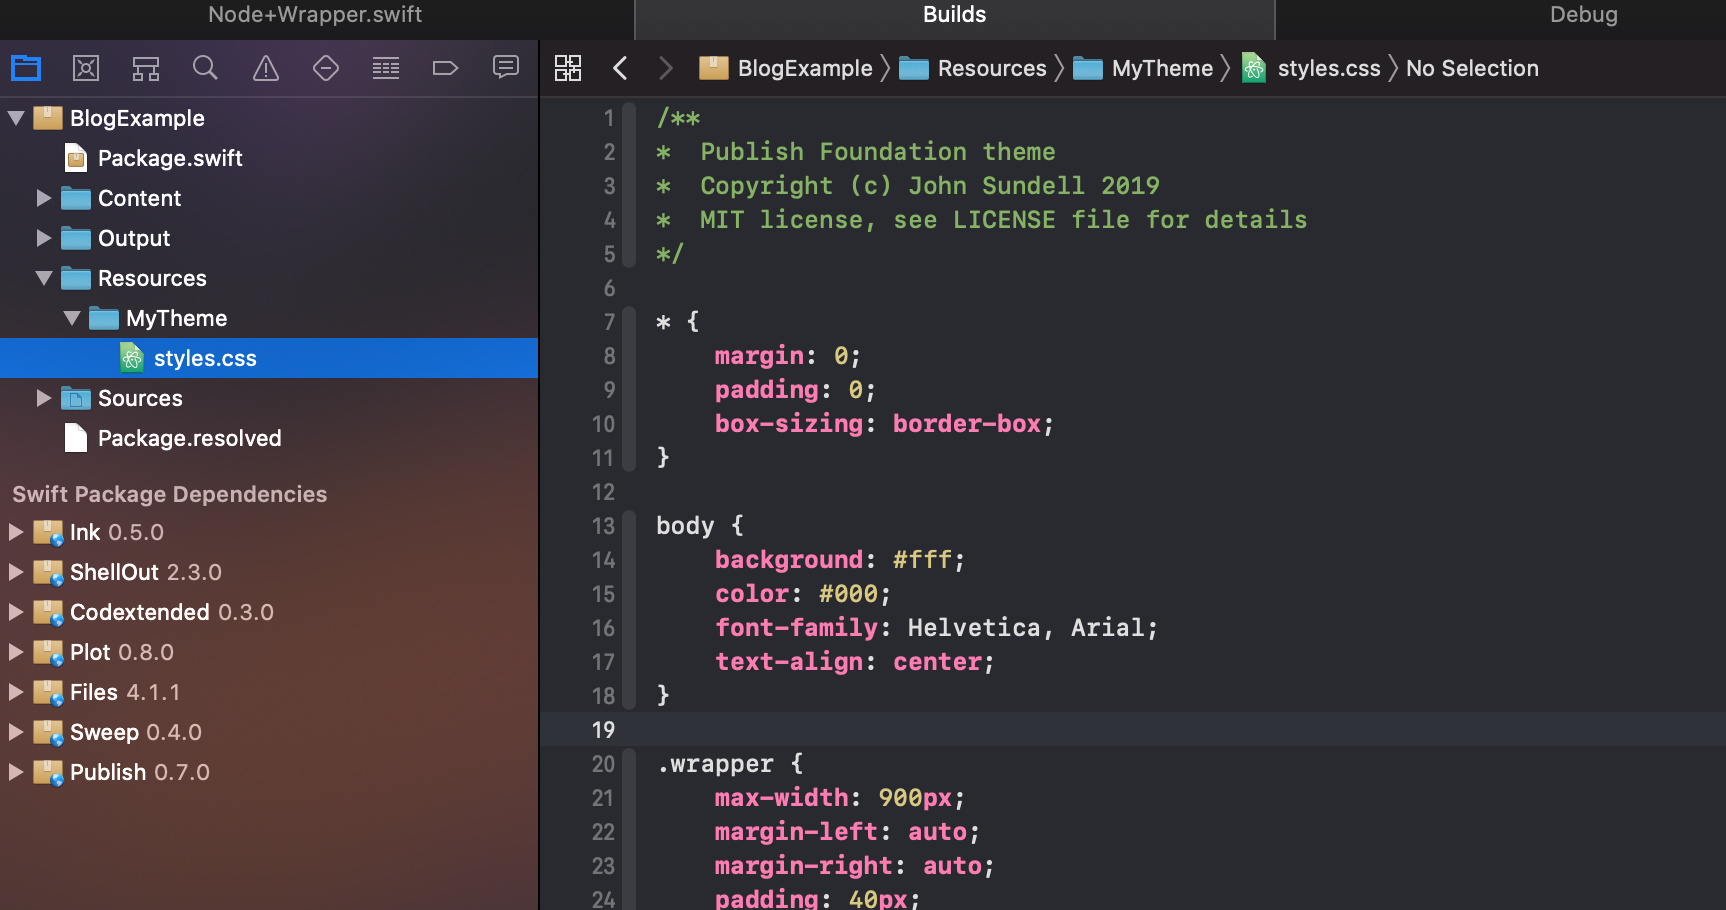 Node+Wrapper.swift
Builds
Debug
BlogExample
Resources
MyTheme
styles.css
No Selection
BlogExample
Package.swift
Content
Output
Resources
MyTheme
styles.css
Sources
Package.resolved
Swift Package Dependencies
Ink 0.5.0
ShellOut 2.3.0
Codextended 0.3.0
Plot 0.8.0
Files 4.1.1
Sweep 0.4.0
Publish 0.7.0
1 /**
2 *  Publish Foundation theme
3 *  Copyright (c) John Sundell 2019
4 *  MIT license, see LICENSE file for details
5 */
6
7 * {
8     margin: 0;
9     padding: 0;
10     box-sizing: border-box;
11 }
12
13 body {
14     background: #fff;
15     color: #000;
16     font-family: Helvetica, Arial;
17     text-align: center;
18 }
19
20 .wrapper {
21     max-width: 900px;
22     margin-left: auto;
23     margin-right: auto;
24     padding: 40px;